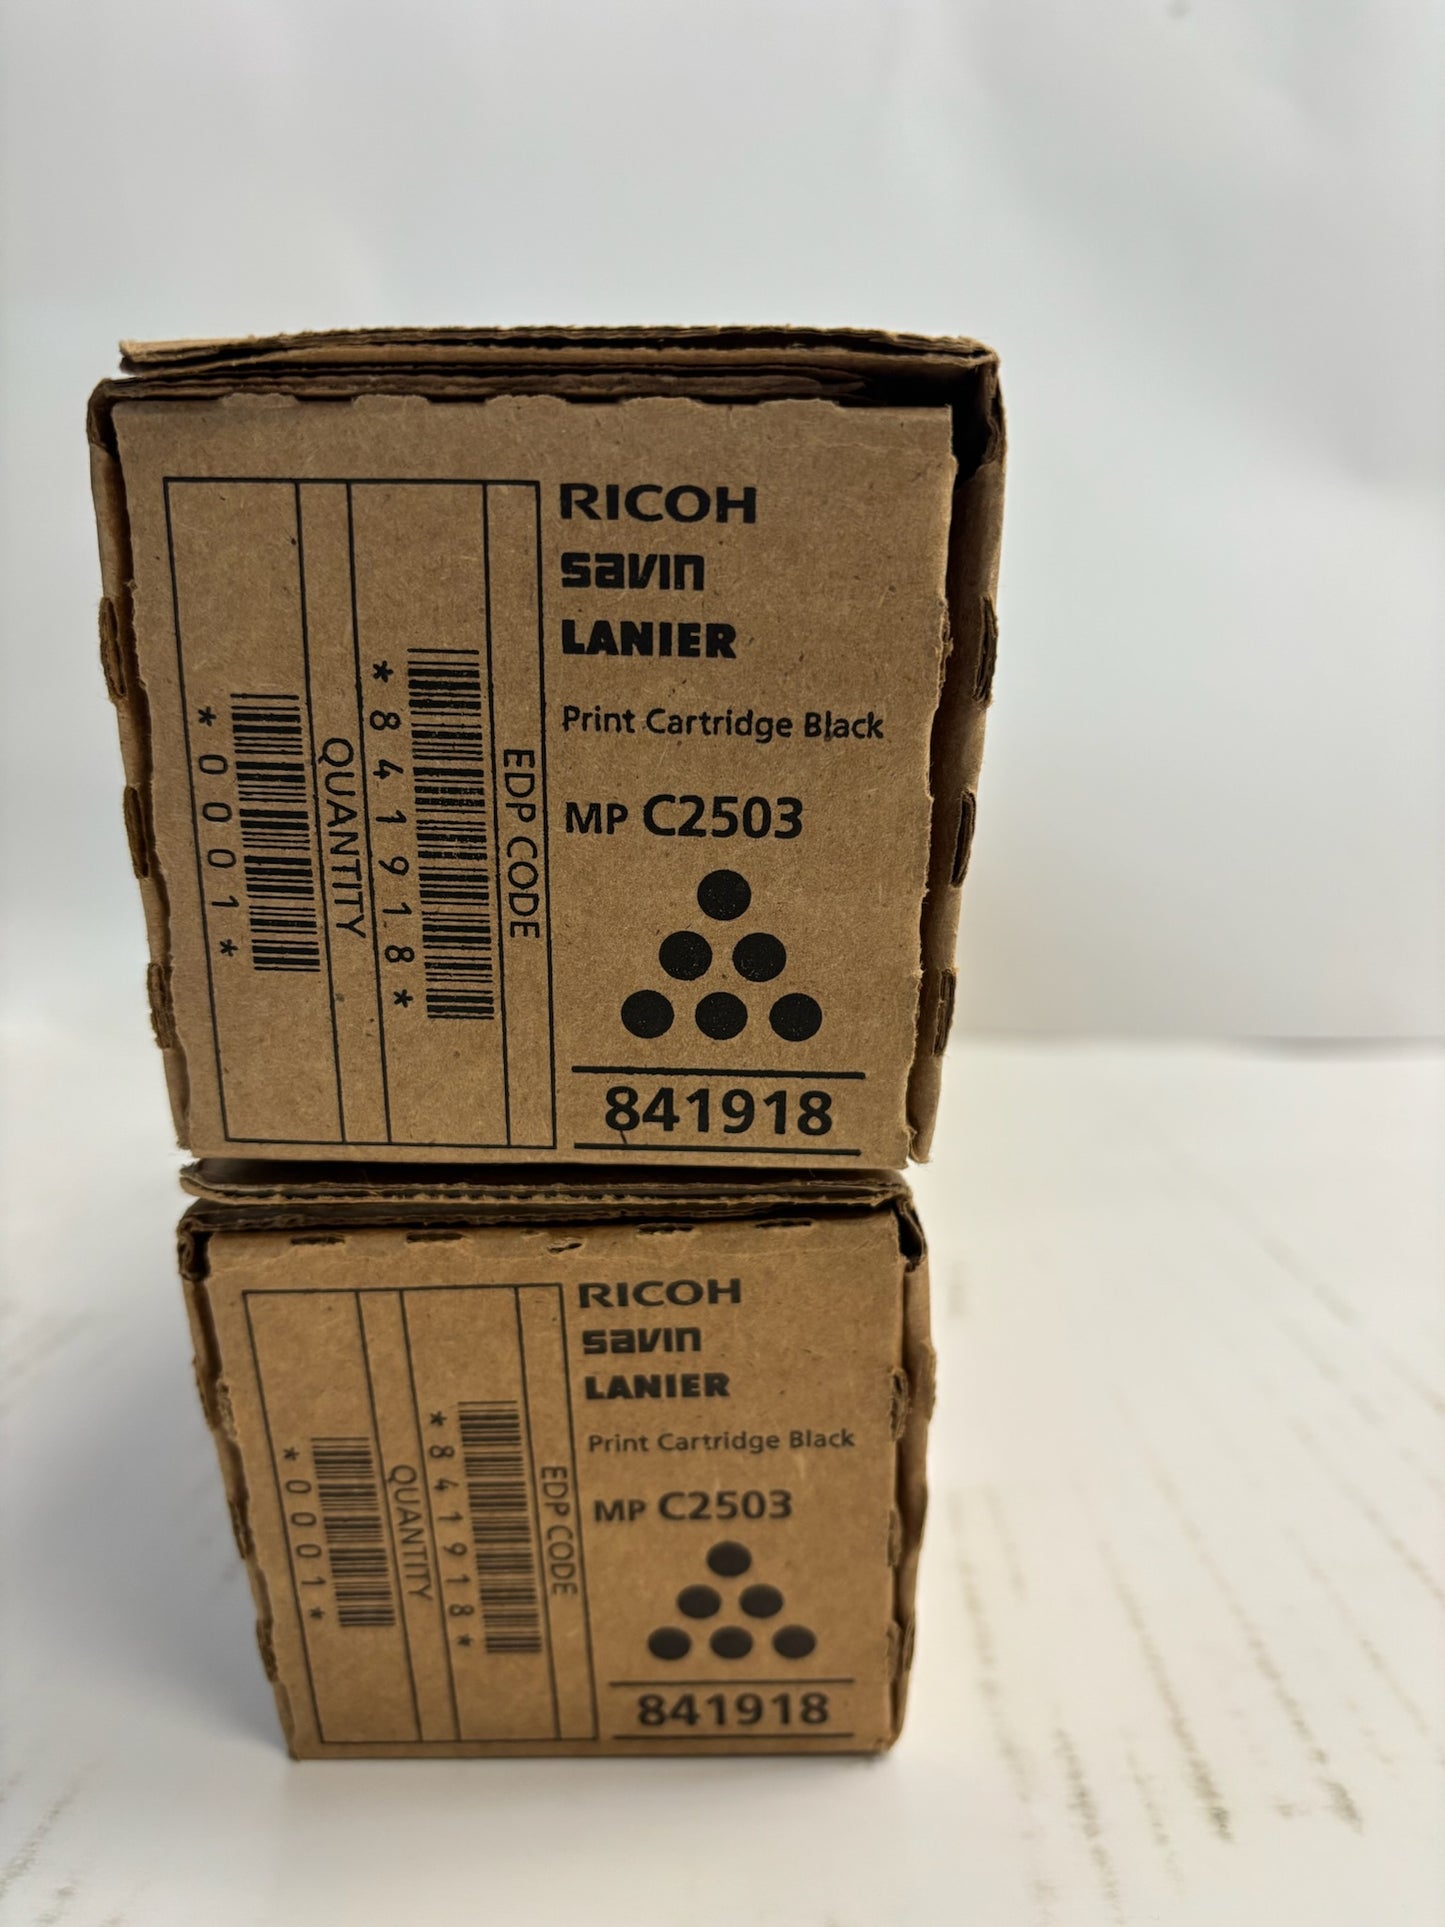 RICOH
savin
LANIER
Print Cartridge Black
MP C2503
841918
EDP CODE
*841918*
QUANTITY
*0001*
RICOH
savin
LANIER
Print Cartridge Black
MP C2503
841918
EDP CODE
*841918*
QUANTITY
*0001*